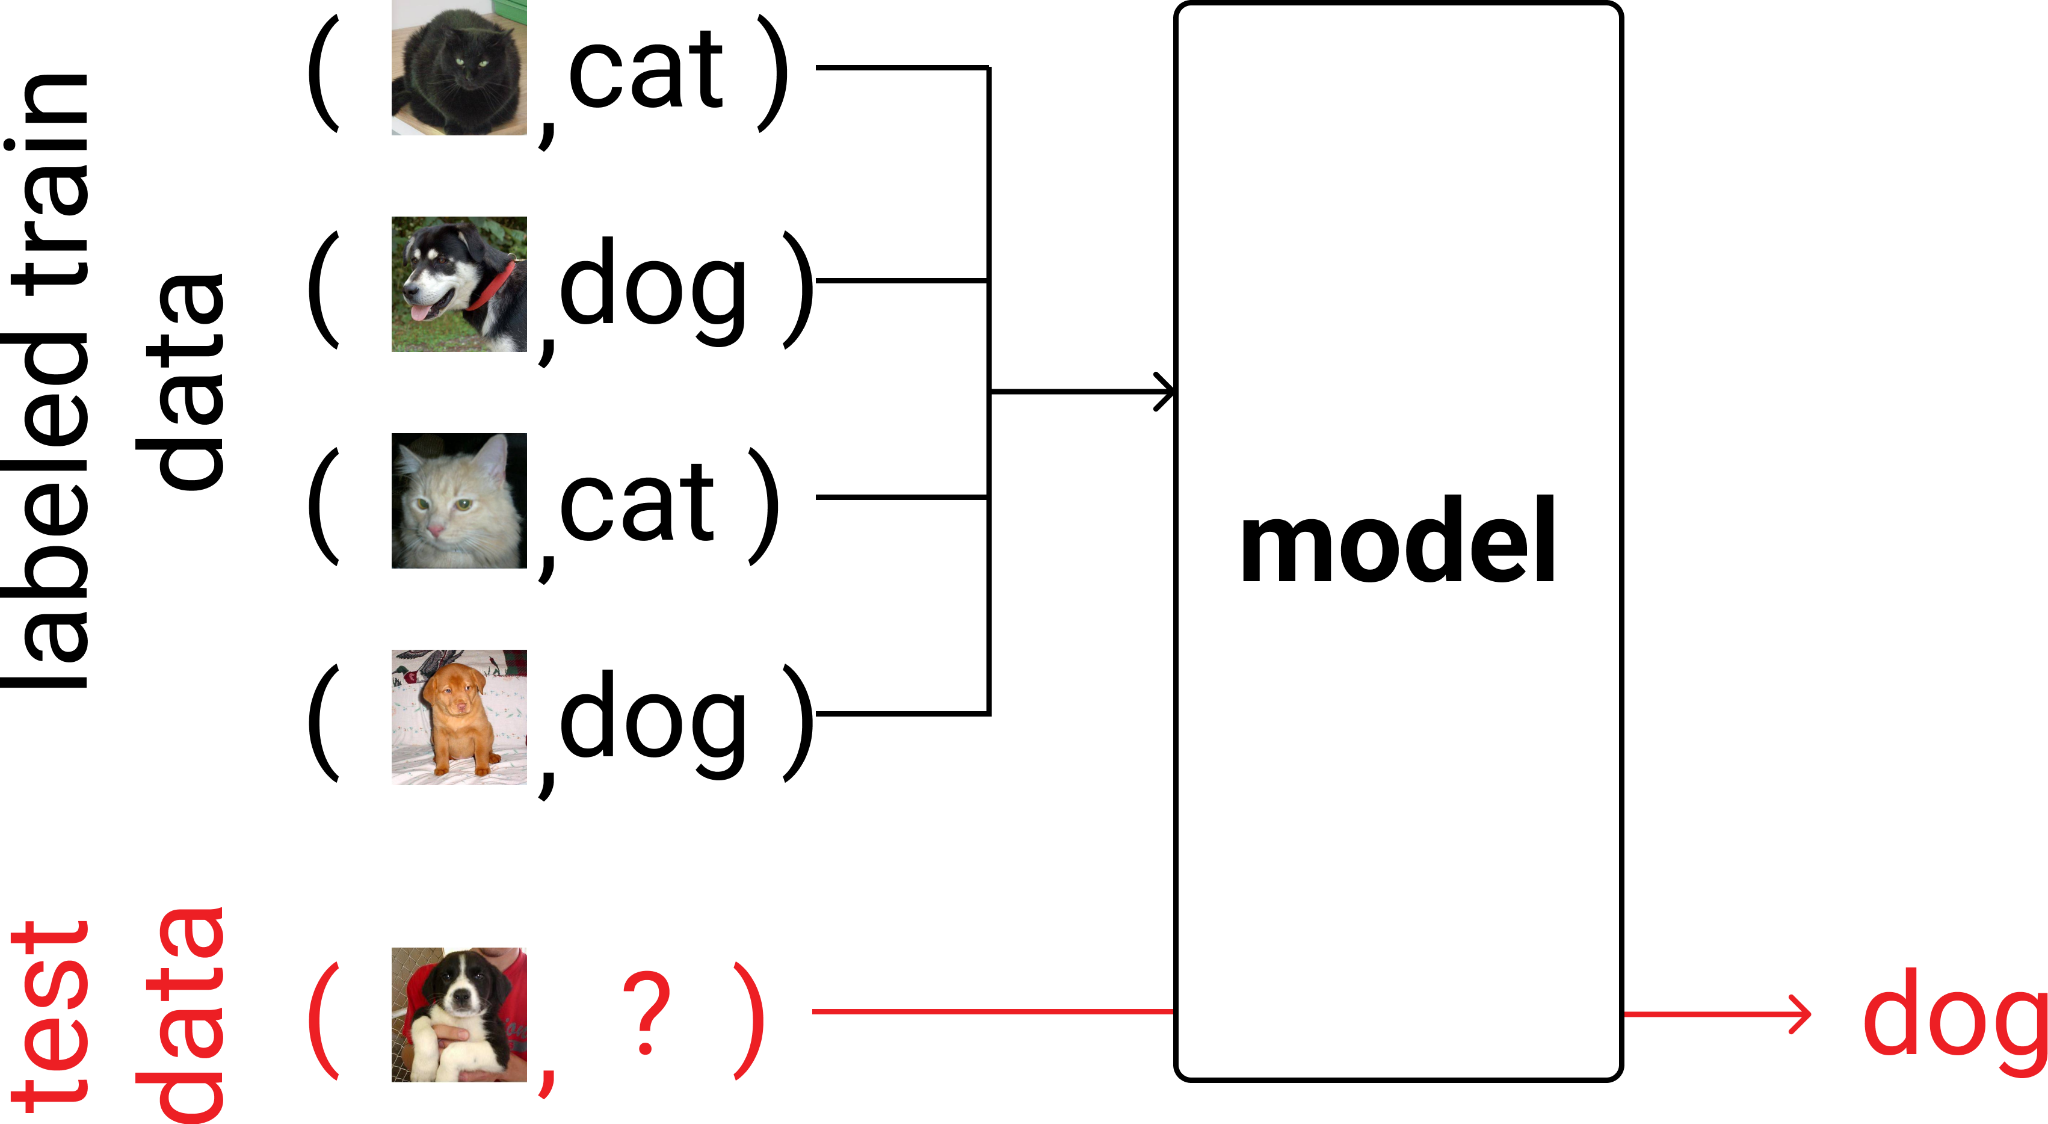 labeled train
data
( , cat )
( , dog )
( , cat )
( , dog )
model
test
data
( , ? )
dog